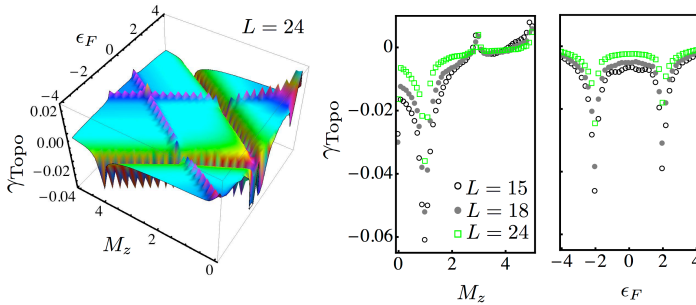 L = 24
ϵ_F
4
2
0
−2
−4
0.02
0.00
−0.02
−0.04
γ_Topo
4
2
0
M_z
γ_Topo
0
−0.02
−0.04
−0.06
0 2 4
M_z
L = 15
L = 18
L = 24
−4 −2 0 2 4
ϵ_F